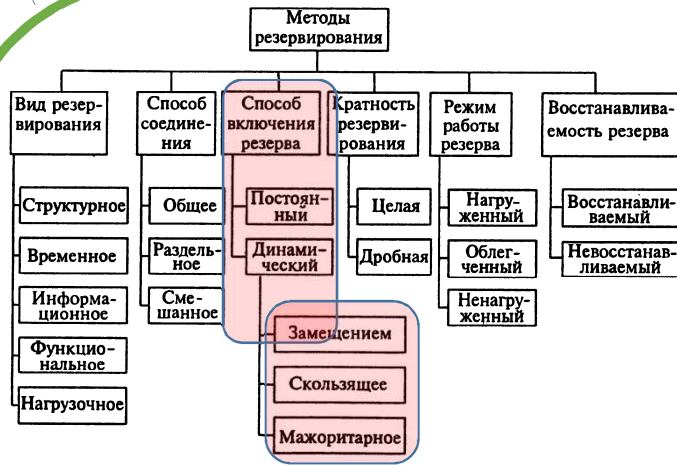 Методы
резервирования
Вид резер-
вирования
Способ
соедине-
ния
Способ
включения
резерва
Кратность
резерви-
рования
Режим
работы
резерва
Восстанавлива-
емость резерва
Структурное
Временное
Информа-
ционное
Функцио-
нальное
Нагрузочное
Общее
Раздель-
ное
Сме-
шанное
Постоян-
ный
Динами-
ческий
Замещением
Скользящее
Мажоритарное
Целая
Дробная
Нагру-
женный
Облег-
ченный
Ненагру-
женный
Восстанавли-
ваемый
Невосстанав-
ливаемый